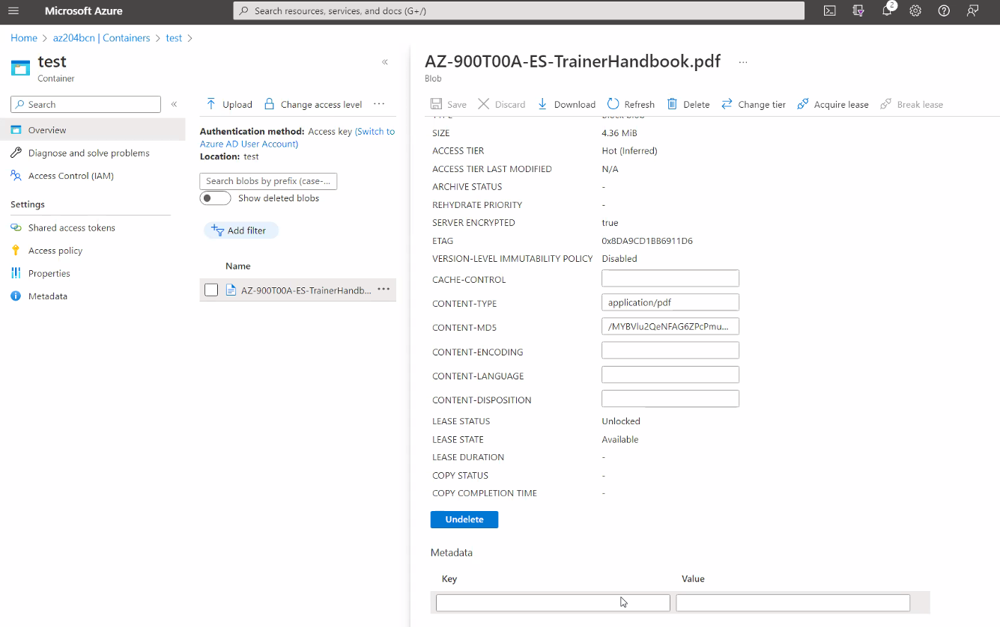 Microsoft Azure
Search resources, services, and docs (G+/)
2
Home > az204bcn | Containers > test >
test
Container
«
Search
«
Overview
Diagnose and solve problems
Access Control (IAM)
Settings
Shared access tokens
Access policy
Properties
Metadata
Upload
Change access level
...
Authentication method: Access key (Switch to
Azure AD User Account)
Location: test
Search blobs by prefix (case-...
Show deleted blobs
Add filter
Name
AZ-900T00A-ES-TrainerHandb...
...
AZ-900T00A-ES-TrainerHandbook.pdf
...
Blob
Save
Discard
Download
Refresh
Delete
Change tier
Acquire lease
Break lease
TYPE Block blob
SIZE 4.36 MiB
ACCESS TIER Hot (Inferred)
ACCESS TIER LAST MODIFIED N/A
ARCHIVE STATUS -
REHYDRATE PRIORITY -
SERVER ENCRYPTED true
ETAG 0x8DA9CD1BB6911D6
VERSION-LEVEL IMMUTABILITY POLICY Disabled
CACHE-CONTROL
CONTENT-TYPE application/pdf
CONTENT-MD5 /MYBVlu2QeNFAG6ZPcPmu...
CONTENT-ENCODING
CONTENT-LANGUAGE
CONTENT-DISPOSITION
LEASE STATUS Unlocked
LEASE STATE Available
LEASE DURATION -
COPY STATUS -
COPY COMPLETION TIME -
Undelete
Metadata
Key Value